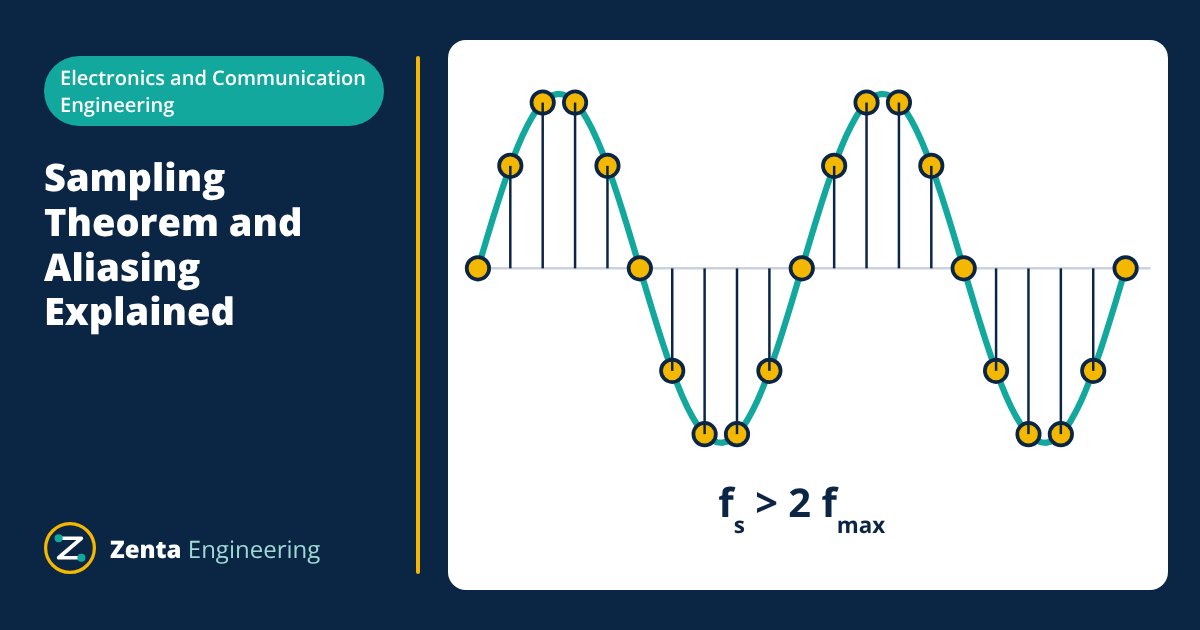 Electronics and Communication
Engineering
Sampling
Theorem and
Aliasing
Explained
Zenta Engineering
fs > 2 fmax